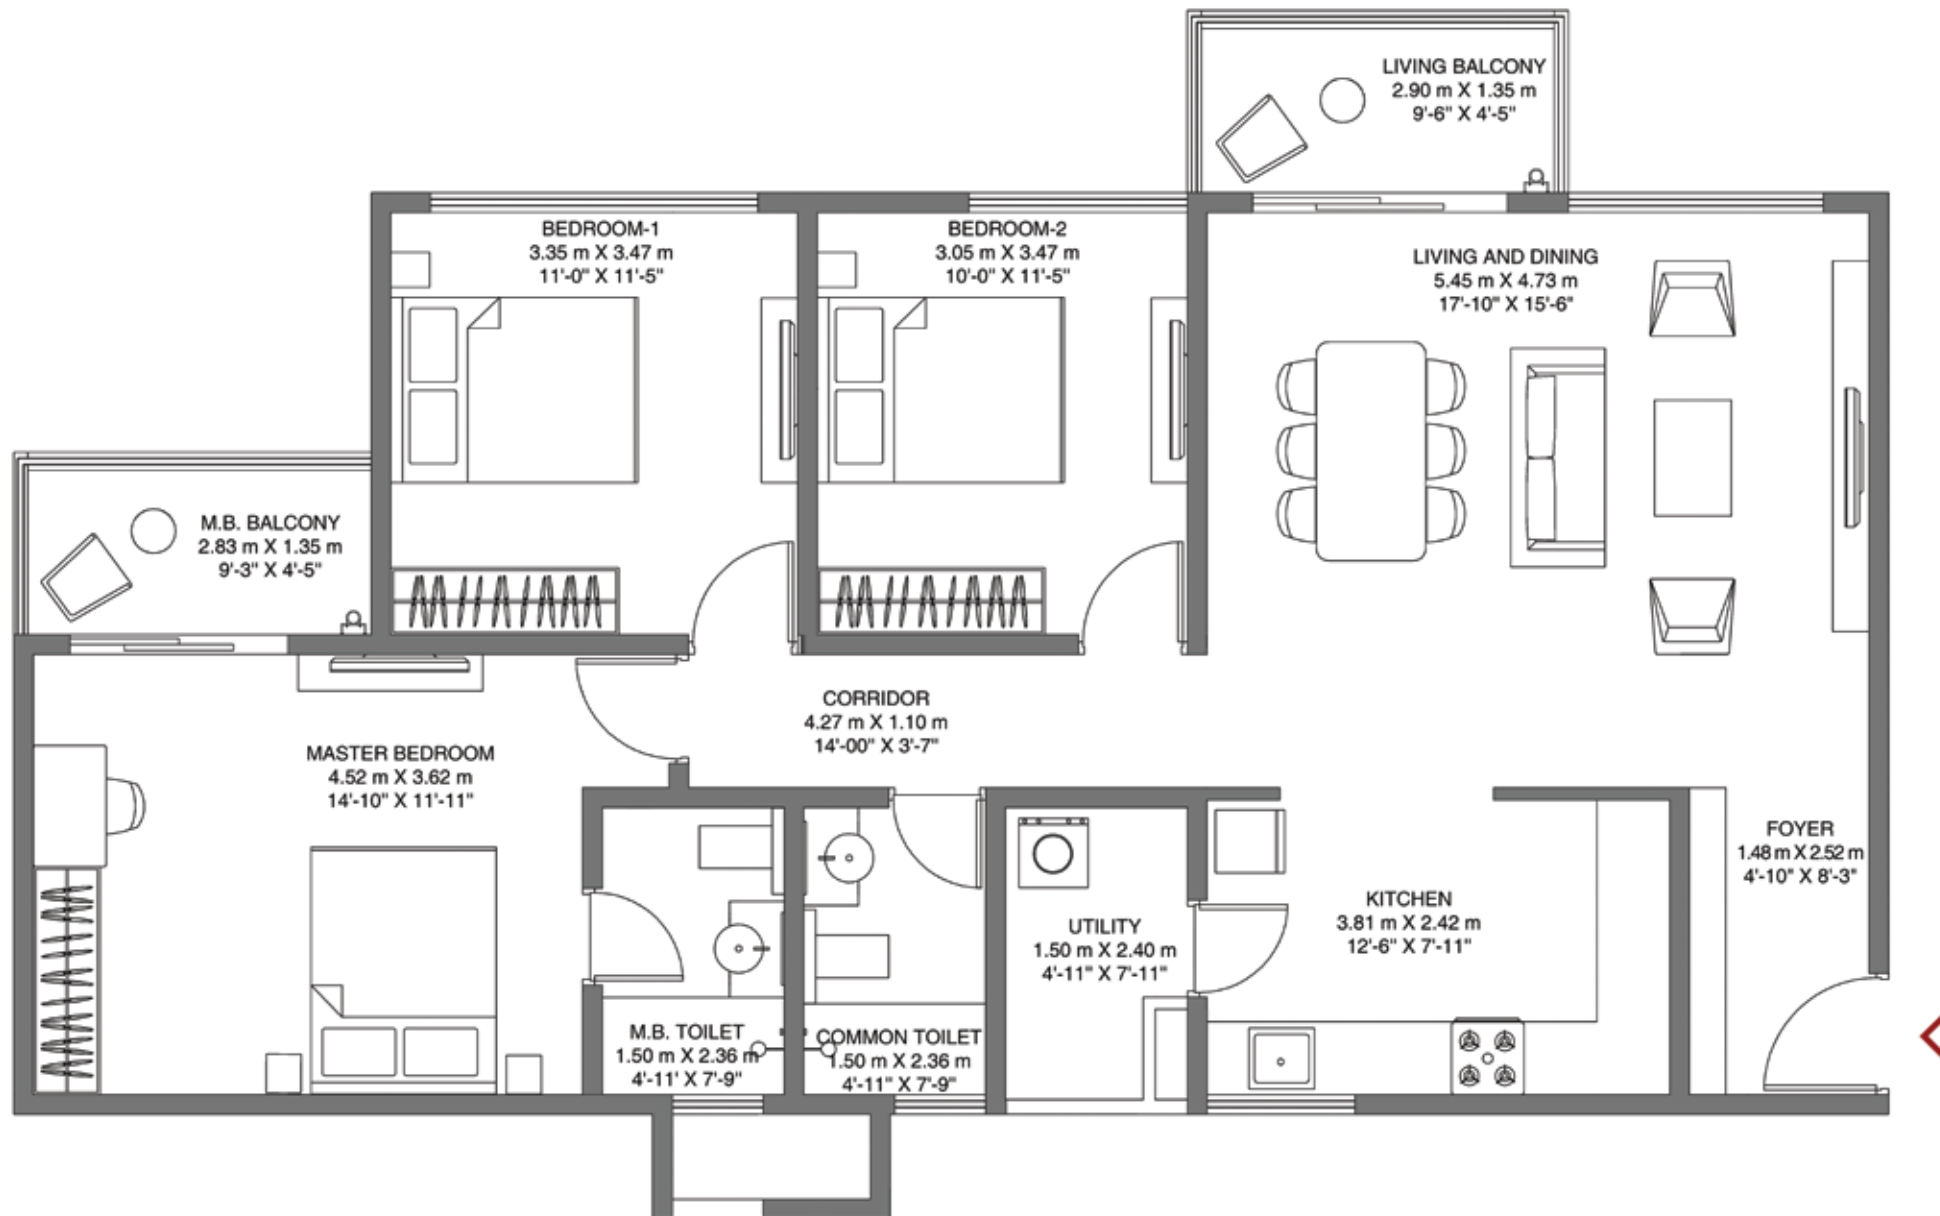 LIVING BALCONY
2.90 m X 1.35 m
9'-6" X 4'-5"
BEDROOM-1
3.35 m X 3.47 m
11'-0" X 11'-5"
BEDROOM-2
3.05 m X 3.47 m
10'-0" X 11'-5"
LIVING AND DINING
5.45 m X 4.73 m
17'-10" X 15'-6"
M.B. BALCONY
2.83 m X 1.35 m
9'-3" X 4'-5"
CORRIDOR
4.27 m X 1.10 m
14'-00" X 3'-7"
MASTER BEDROOM
4.52 m X 3.62 m
14'-10" X 11'-11"
FOYER
1.48 m X 2.52 m
4'-10" X 8'-3"
KITCHEN
3.81 m X 2.42 m
12'-6" X 7'-11"
UTILITY
1.50 m X 2.40 m
4'-11" X 7'-11"
M.B. TOILET
1.50 m X 2.36 m
4'-11' X 7'-9"
COMMON TOILET
1.50 m X 2.36 m
4'-11" X 7'-9"